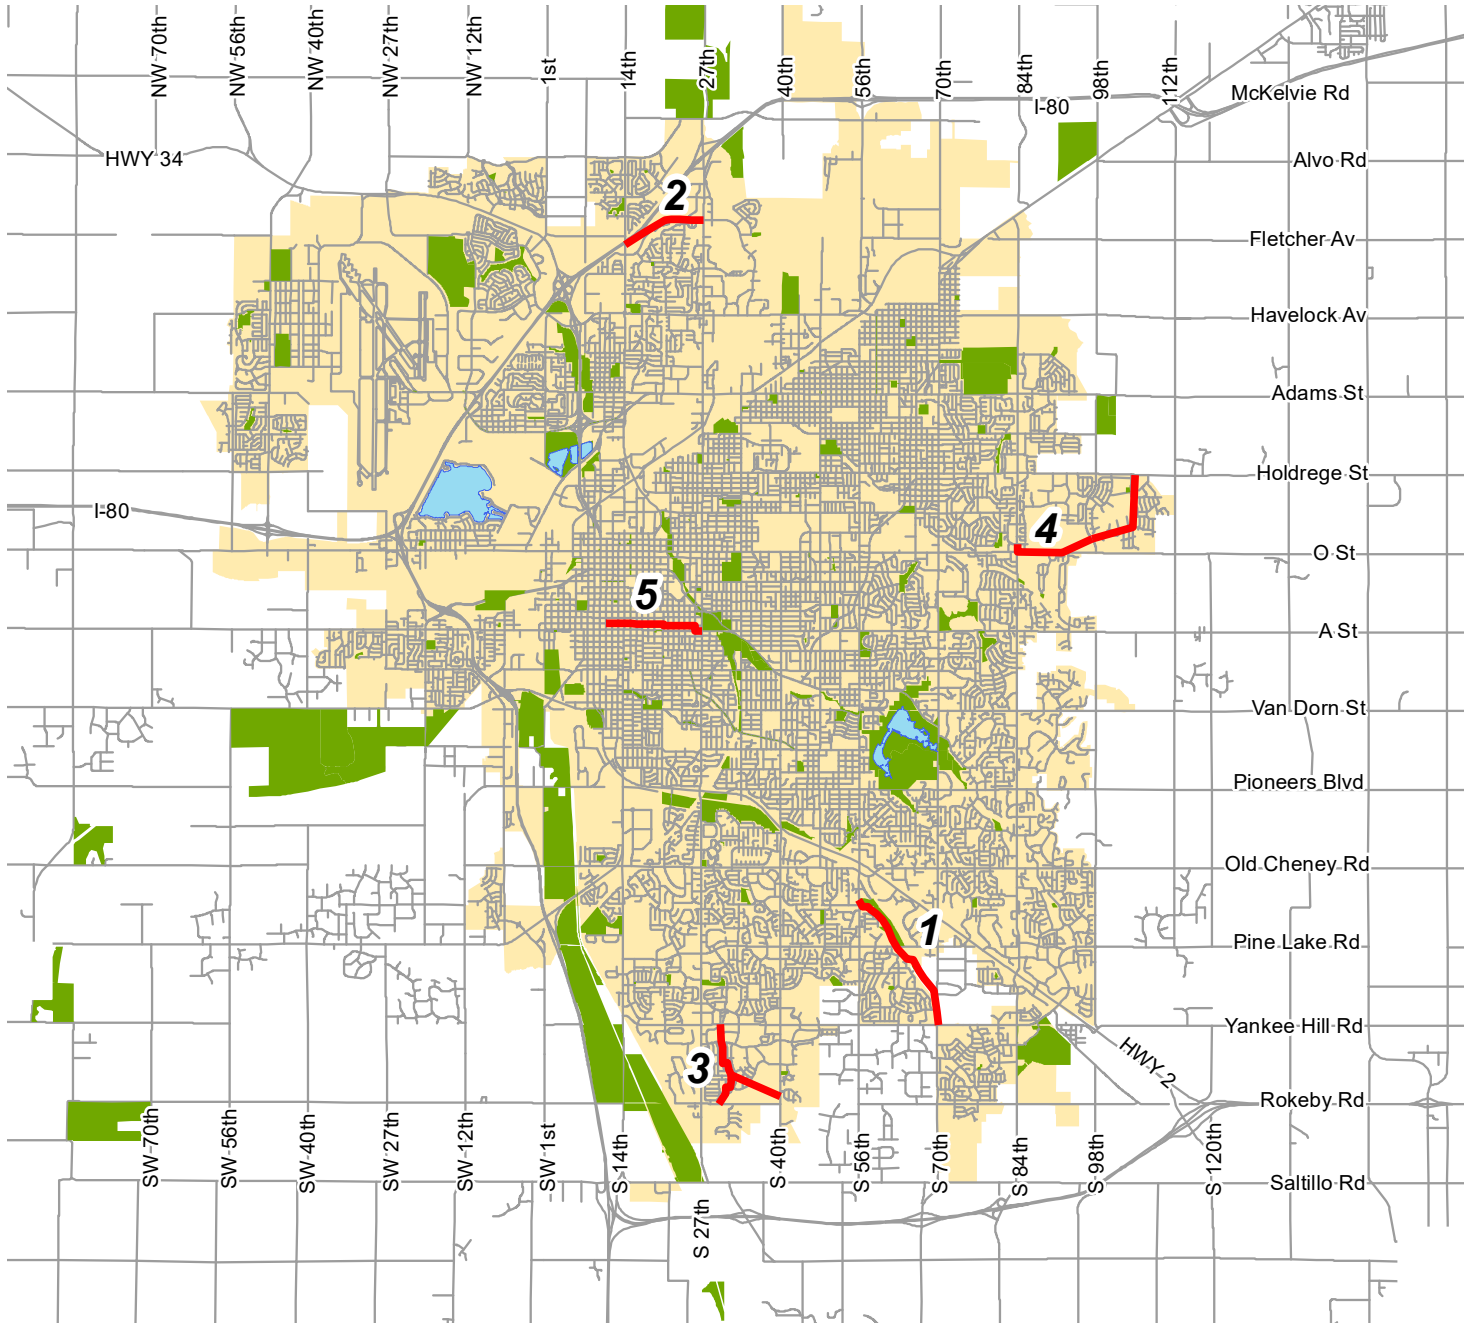 NW 70th
NW 56th
NW 40th
NW 27th
NW 12th
1st
14th
27th
40th
56th
70th
84th
98th
112th
I-80
McKelvie Rd
HWY 34
Alvo Rd
2
Fletcher Av
Havelock Av
Adams St
Holdrege St
I-80
4
O St
5
A St
Van Dorn St
Pioneers Blvd
Old Cheney Rd
1
Pine Lake Rd
Yankee Hill Rd
3
HWY 2
Rokeby Rd
SW 70th
SW 56th
SW 40th
SW 27th
SW 12th
SW 1st
S 14th
S 27th
S 40th
S 56th
S 70th
S 84th
S 98th
S 120th
Saltillo Rd